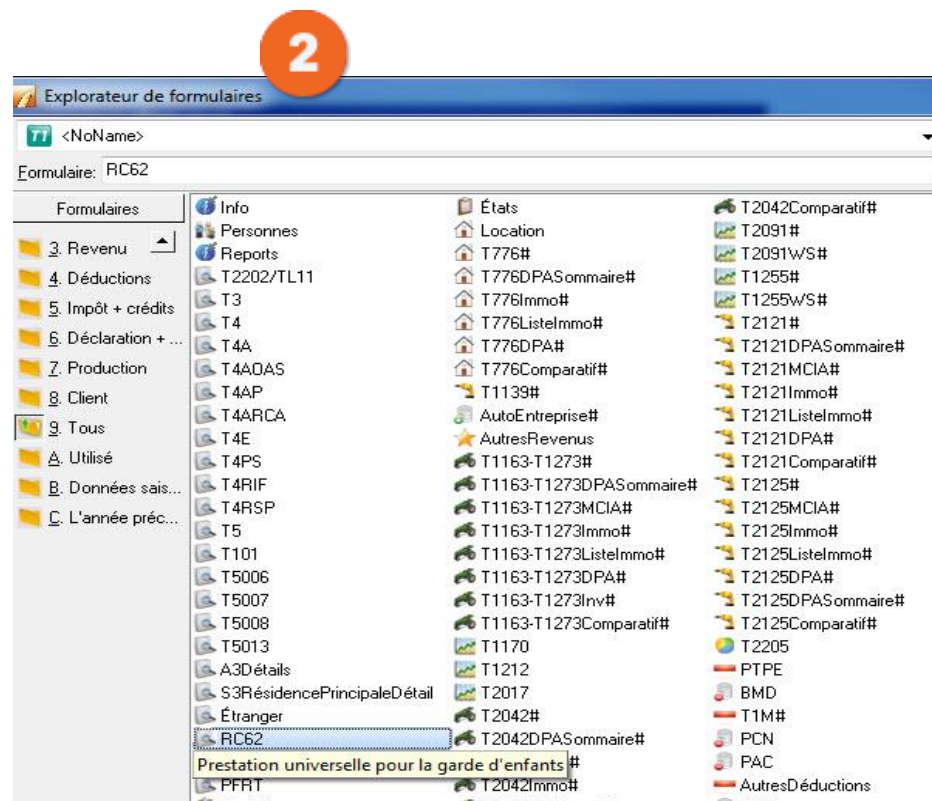 2
Explorateur de formulaires
T1 <NoName>
Formulaire: RC62
Formulaires
3. Revenu
4. Déductions
5. Impôt + crédits
6. Déclaration + ...
7. Production
8. Client
9. Tous
A. Utilisé
B. Données sais...
C. L'année préc...
Info
Personnes
Reports
T2202/TL11
T3
T4
T4A
T4AOAS
T4AP
T4ARCA
T4E
T4PS
T4RIF
T4RSP
T5
T101
T5006
T5007
T5008
T5013
A3Détails
S3RésidencePrincipaleDétail
Étranger
RC62
Prestation universelle pour la garde d'enfants
PFRT
États
Location
T776#
T776DPASommaire#
T776Immo#
T776ListeImmo#
T776DPA#
T776Comparatif#
T1139#
AutoEntreprise#
AutresRevenus
T1163-T1273#
T1163-T1273DPASommaire#
T1163-T1273MCIA#
T1163-T1273Immo#
T1163-T1273ListeImmo#
T1163-T1273DPA#
T1163-T1273Inv#
T1163-T1273Comparatif#
T1170
T1212
T2017
T2042#
T2042DPASommaire#
#
T2042Immo#
T2042Comparatif#
T2091#
T2091WS#
T1255#
T1255WS#
T2121#
T2121DPASommaire#
T2121MCIA#
T2121Immo#
T2121ListeImmo#
T2121DPA#
T2121Comparatif#
T2125#
T2125MCIA#
T2125Immo#
T2125ListeImmo#
T2125DPA#
T2125DPASommaire#
T2125Comparatif#
T2205
PTPE
BMD
T1M#
PCN
PAC
AutresDéductions